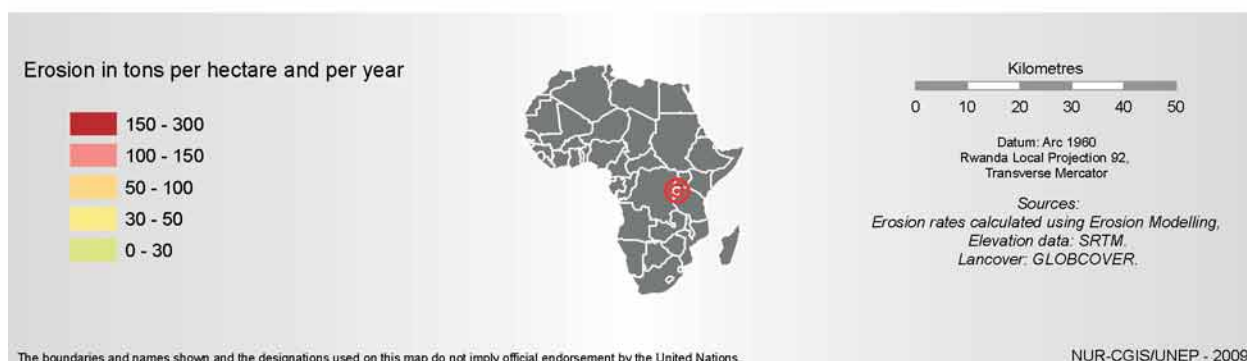 Erosion in tons per hectare and per year
150 - 300
100 - 150
50 - 100
30 - 50
0 - 30
Kilometres
0 10 20 30 40 50
Datum: Arc 1960
Rwanda Local Projection 92,
Transverse Mercator
Sources:
Erosion rates calculated using Erosion Modelling,
Elevation data: SRTM.
Lancover: GLOBCOVER.
The boundaries and names shown and the designations used on this map do not imply official endorsement by the United Nations.
NUR-CGIS/UNEP - 2009